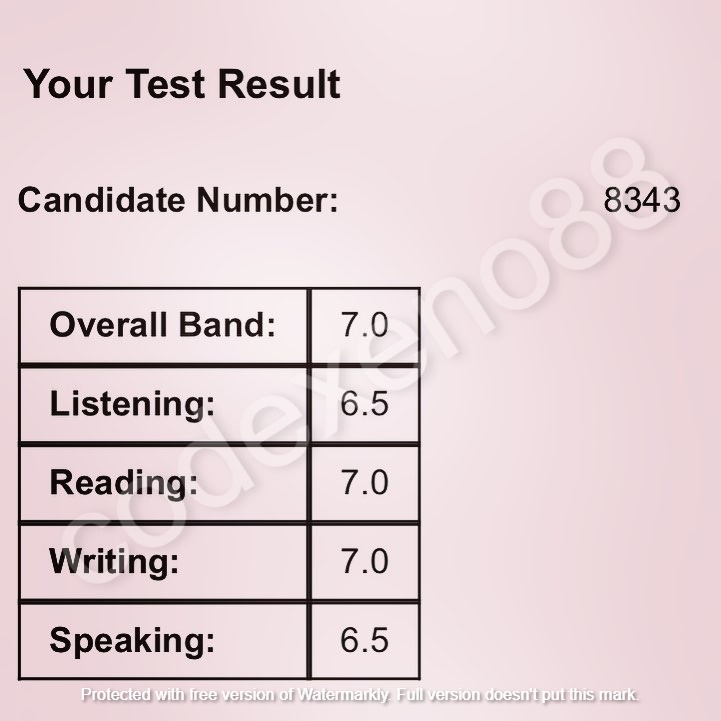 Your Test Result
Candidate Number: 8343
Overall Band: 7.0
Listening: 6.5
Reading: 7.0
Writing: 7.0
Speaking: 6.5
codexeno88
Protected with free version of Watermarkly. Full version doesn't put this mark.